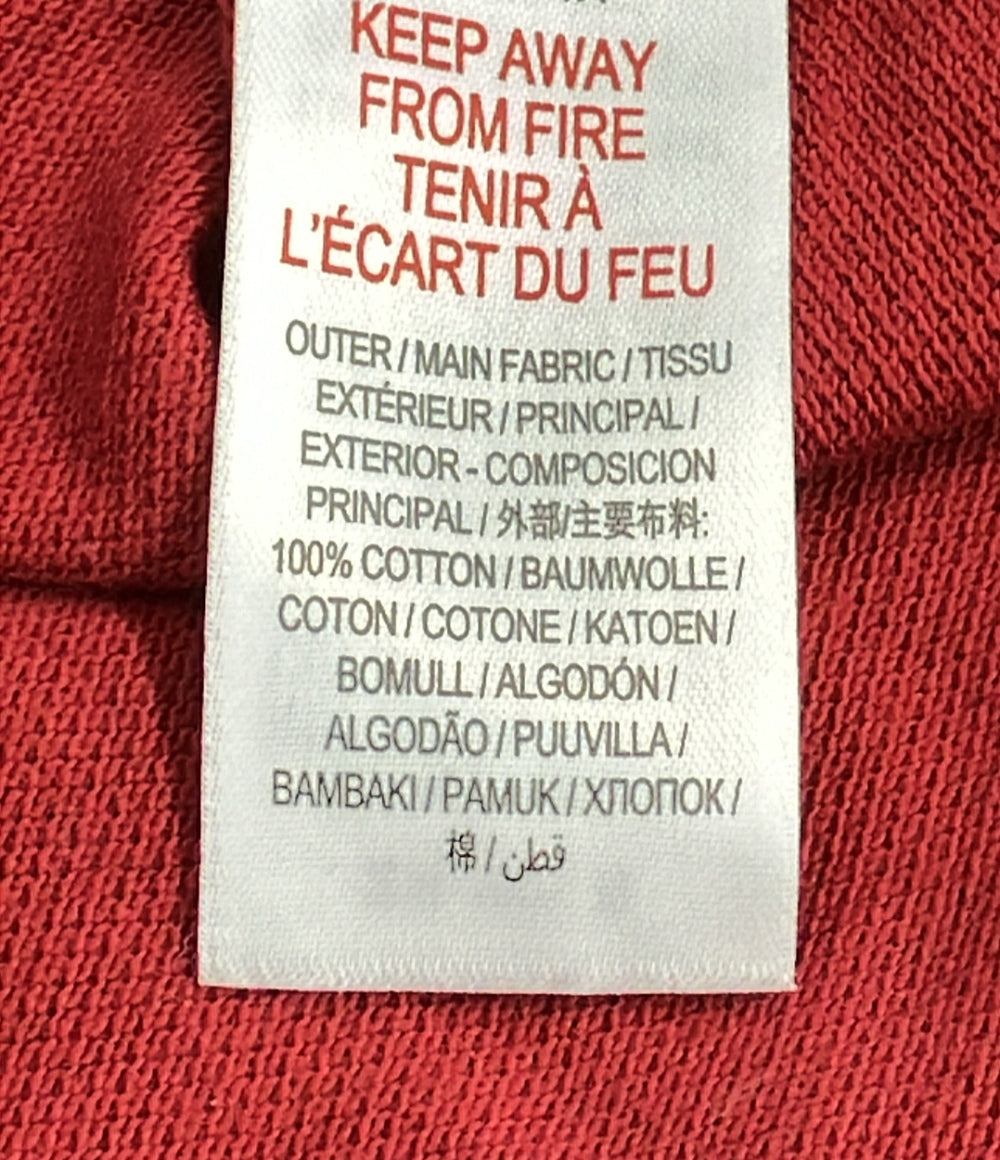 KEEP AWAY
FROM FIRE
TENIR À
L'ÉCART DU FEU
OUTER / MAIN FABRIC / TISSU
EXTÉRIEUR / PRINCIPAL /
EXTERIOR - COMPOSICION
PRINCIPAL / 外部/主要布料:
100% COTTON / BAUMWOLLE /
COTON / COTONE / KATOEN /
BOMULL / ALGODÓN /
ALGODÃO / PUUVILLA /
BAMBAKI / PAMUK / ХЛОПОК /
棉 / قطن